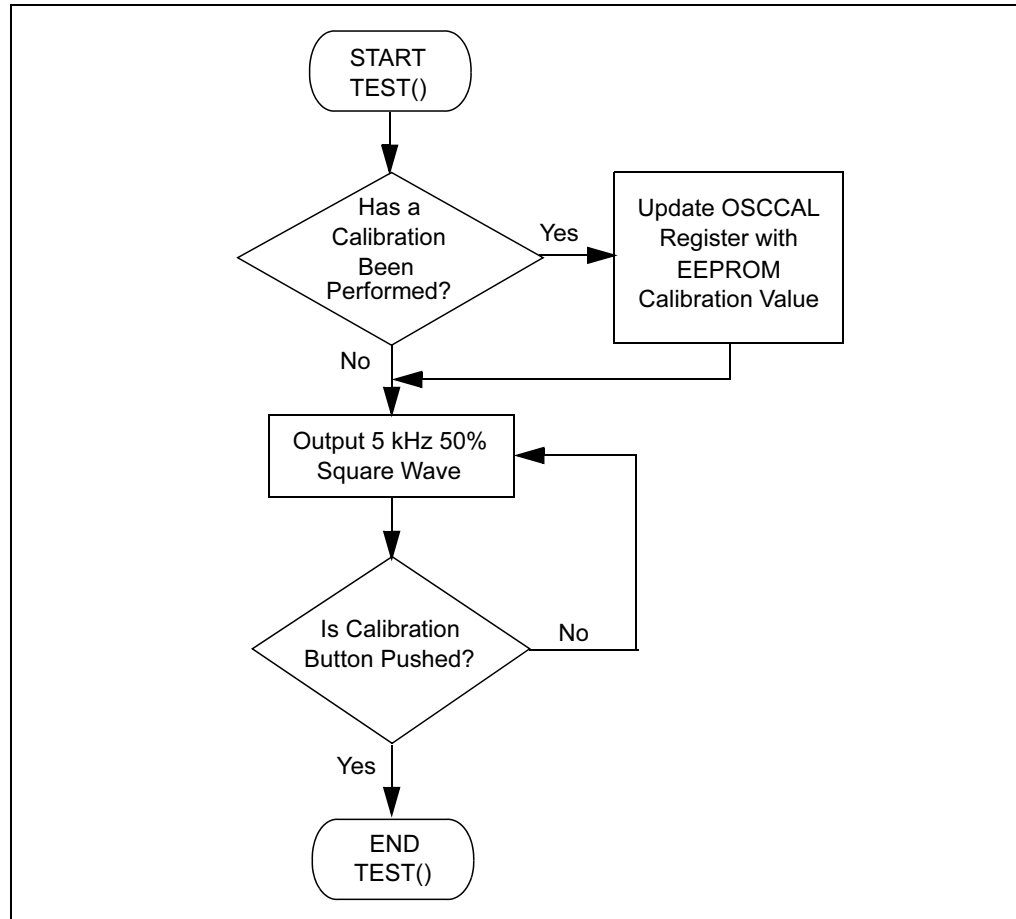 START
TEST()
Has a
Calibration
Been
Performed?
Yes
Update OSCCAL
Register with
EEPROM
Calibration Value
No
Output 5 kHz 50%
Square Wave
Is Calibration
Button Pushed?
No
Yes
END
TEST()